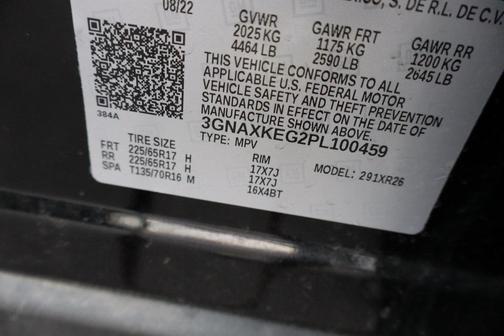 S. DE R.L. DE C.V.
08/22 GVWR GAWR FRT GAWR RR
2025 KG 1175 KG 1200 KG
4464 LB 2590 LB 2645 LB
THIS VEHICLE CONFORMS TO ALL
APPLICABLE U.S. FEDERAL MOTOR
VEHICLE SAFETY AND THEFT PREVENTION
STANDARDS IN EFFECT ON THE DATE OF
MANUFACTURE SHOWN ABOVE.
384A
3GNAXKEG2PL100459
TYPE: MPV
TIRE SIZE RIM MODEL: 291XR26
FRT 225/65R17 H 17X7J
RR 225/65R17 H 17X7J
SPA T135/70R16 M 16X4BT